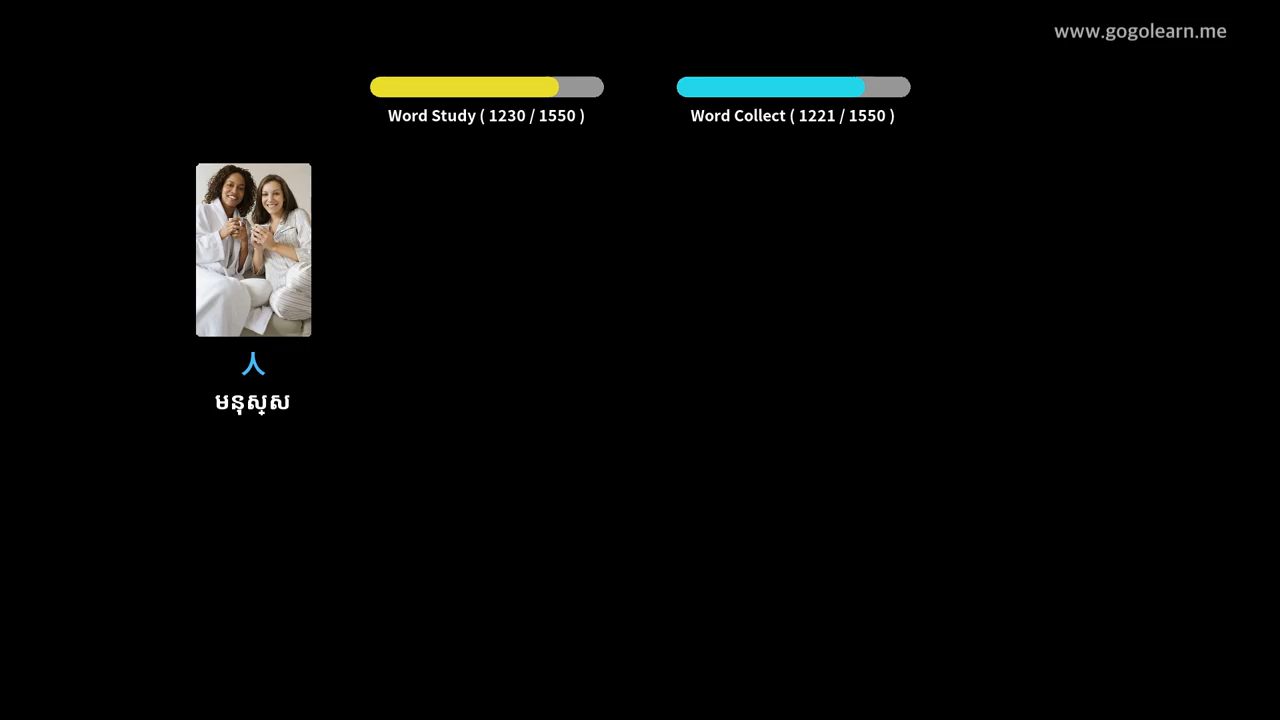 www.gogolearn.me
Word Study ( 1230 / 1550 )
Word Collect ( 1221 / 1550 )
人
មនុស្ស